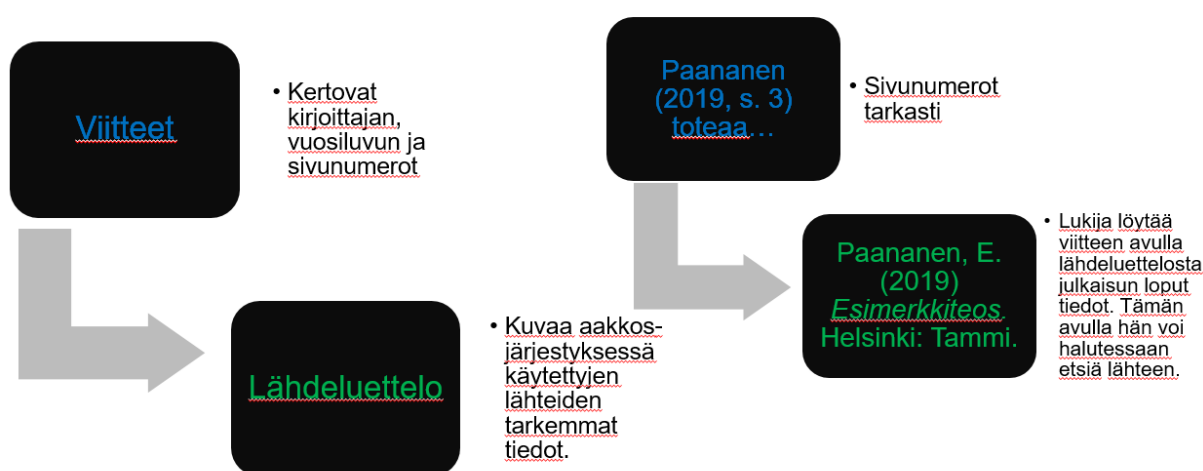 Viitteet
• Kertovat
kirjoittajan,
vuosiluvun ja
sivunumerot
Lähdeluettelo
• Kuvaa aakkos-
järjestyksessä
käytettyjen
lähteiden
tarkemmat
tiedot.
Paananen
(2019, s. 3)
toteaa…
• Sivunumerot
tarkasti
Paananen, E.
(2019)
Esimerkkiteos.
Helsinki: Tammi.
• Lukija löytää
viitteen avulla
lähdeluettelosta
julkaisun loput
tiedot. Tämän
avulla hän voi
halutessaan
etsiä lähteen.